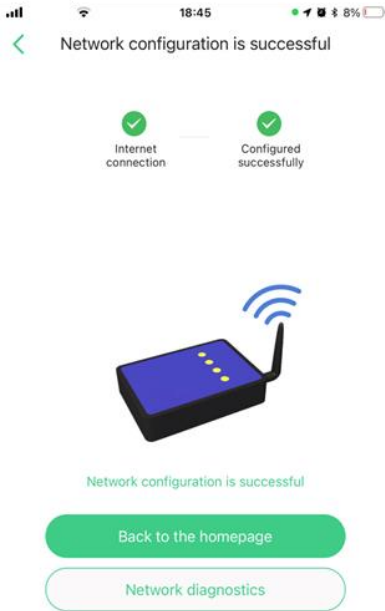 18:45
8%
Network configuration is successful
Internet
connection
Configured
successfully
Network configuration is successful
Back to the homepage
Network diagnostics